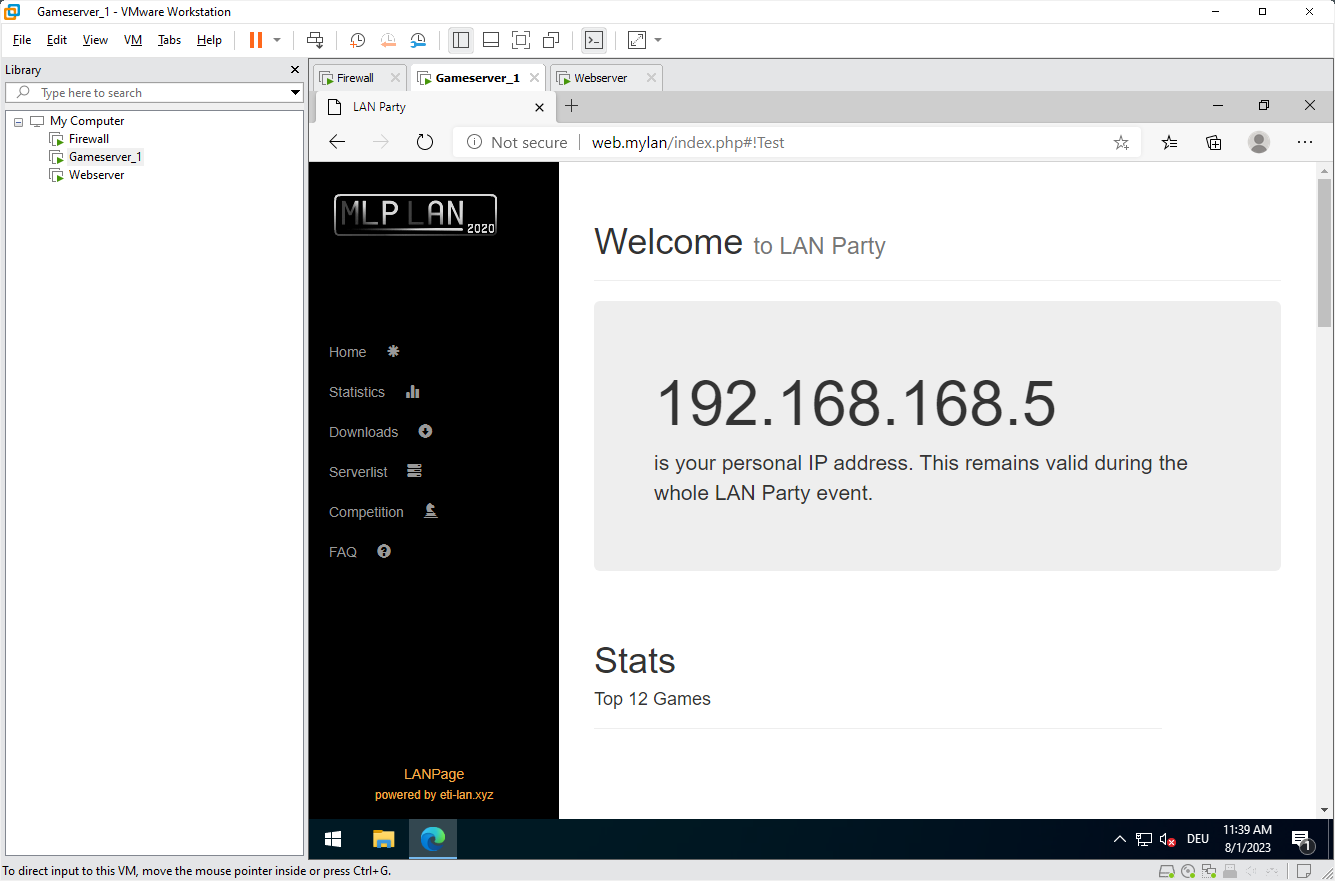 Gameserver_1 - VMware Workstation
File Edit View VM Tabs Help
Library
Type here to search
My Computer
Firewall
Gameserver_1
Webserver
Firewall Gameserver_1 Webserver
LAN Party
Not secure web.mylan/index.php#!Test
MLP LAN
2020
Home
Statistics
Downloads
Serverlist
Competition
FAQ
LANPage
powered by eti-lan.xyz
Welcome to LAN Party
192.168.168.5
is your personal IP address. This remains valid during the
whole LAN Party event.
Stats
Top 12 Games
DEU
11:39 AM
8/1/2023
1
To direct input to this VM, move the mouse pointer inside or press Ctrl+G.